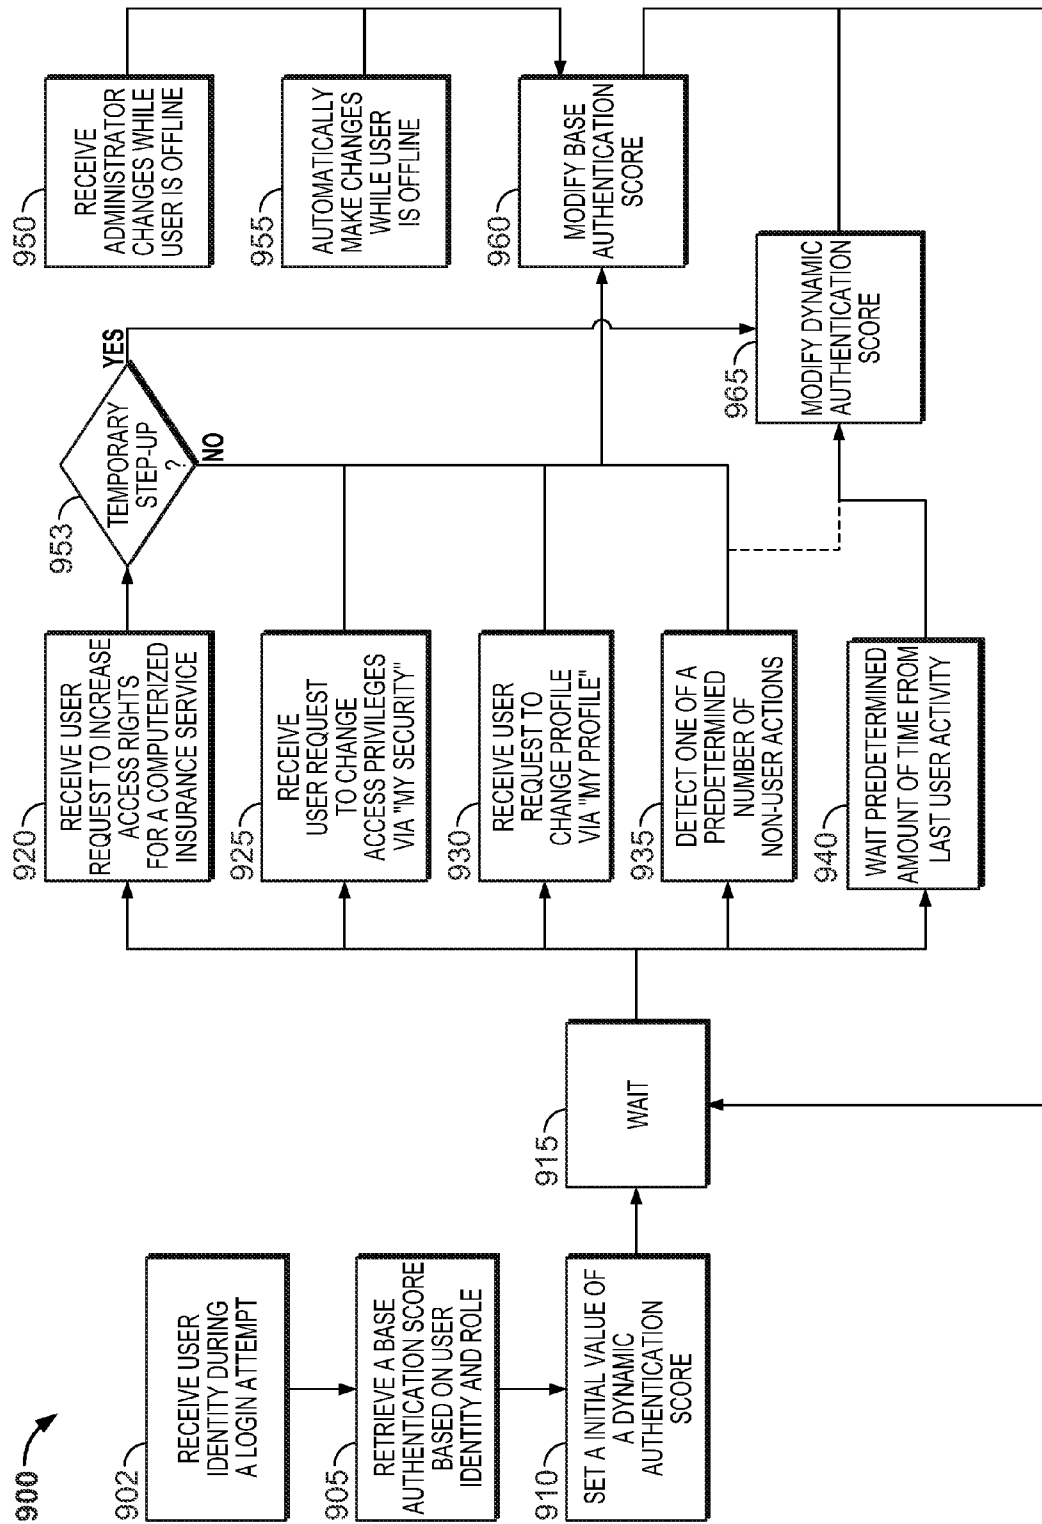 900
902
RECEIVE USER
IDENTITY DURING
A LOGIN ATTEMPT
905
RETRIEVE A BASE
AUTHENTICATION SCORE
BASED ON USER
IDENTITY AND ROLE
910
SET A INITIAL VALUE OF
A DYNAMIC
AUTHENTICATION
SCORE
915
WAIT
920
RECEIVE USER
REQUEST TO INCREASE
ACCESS RIGHTS
FOR A COMPUTERIZED
INSURANCE SERVICE
925
RECEIVE
USER REQUEST
TO CHANGE
ACCESS PRIVILEGES
VIA "MY SECURITY"
930
RECEIVE USER
REQUEST TO
CHANGE PROFILE
VIA "MY PROFILE"
935
DETECT ONE OF A
PREDETERMINED
NUMBER OF
NON-USER ACTIONS
940
WAIT PREDETERMINED
AMOUNT OF TIME FROM
LAST USER ACTIVITY
953
TEMPORARY
STEP-UP
?
YES
NO
950
RECEIVE
ADMINISTRATOR
CHANGES WHILE
USER IS OFFLINE
955
AUTOMATICALLY
MAKE CHANGES
WHILE USER
IS OFFLINE
960
MODIFY BASE
AUTHENTICATION
SCORE
965
MODIFY DYNAMIC
AUTHENTICATION
SCORE